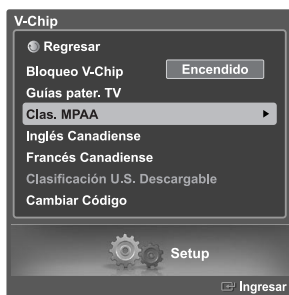 V-Chip
Regresar
Bloqueo V-Chip Encendido
Guías pater. TV
Clas. MPAA
Inglés Canadiense
Francés Canadiense
Clasificación U.S. Descargable
Cambiar Código
Setup
Ingresar